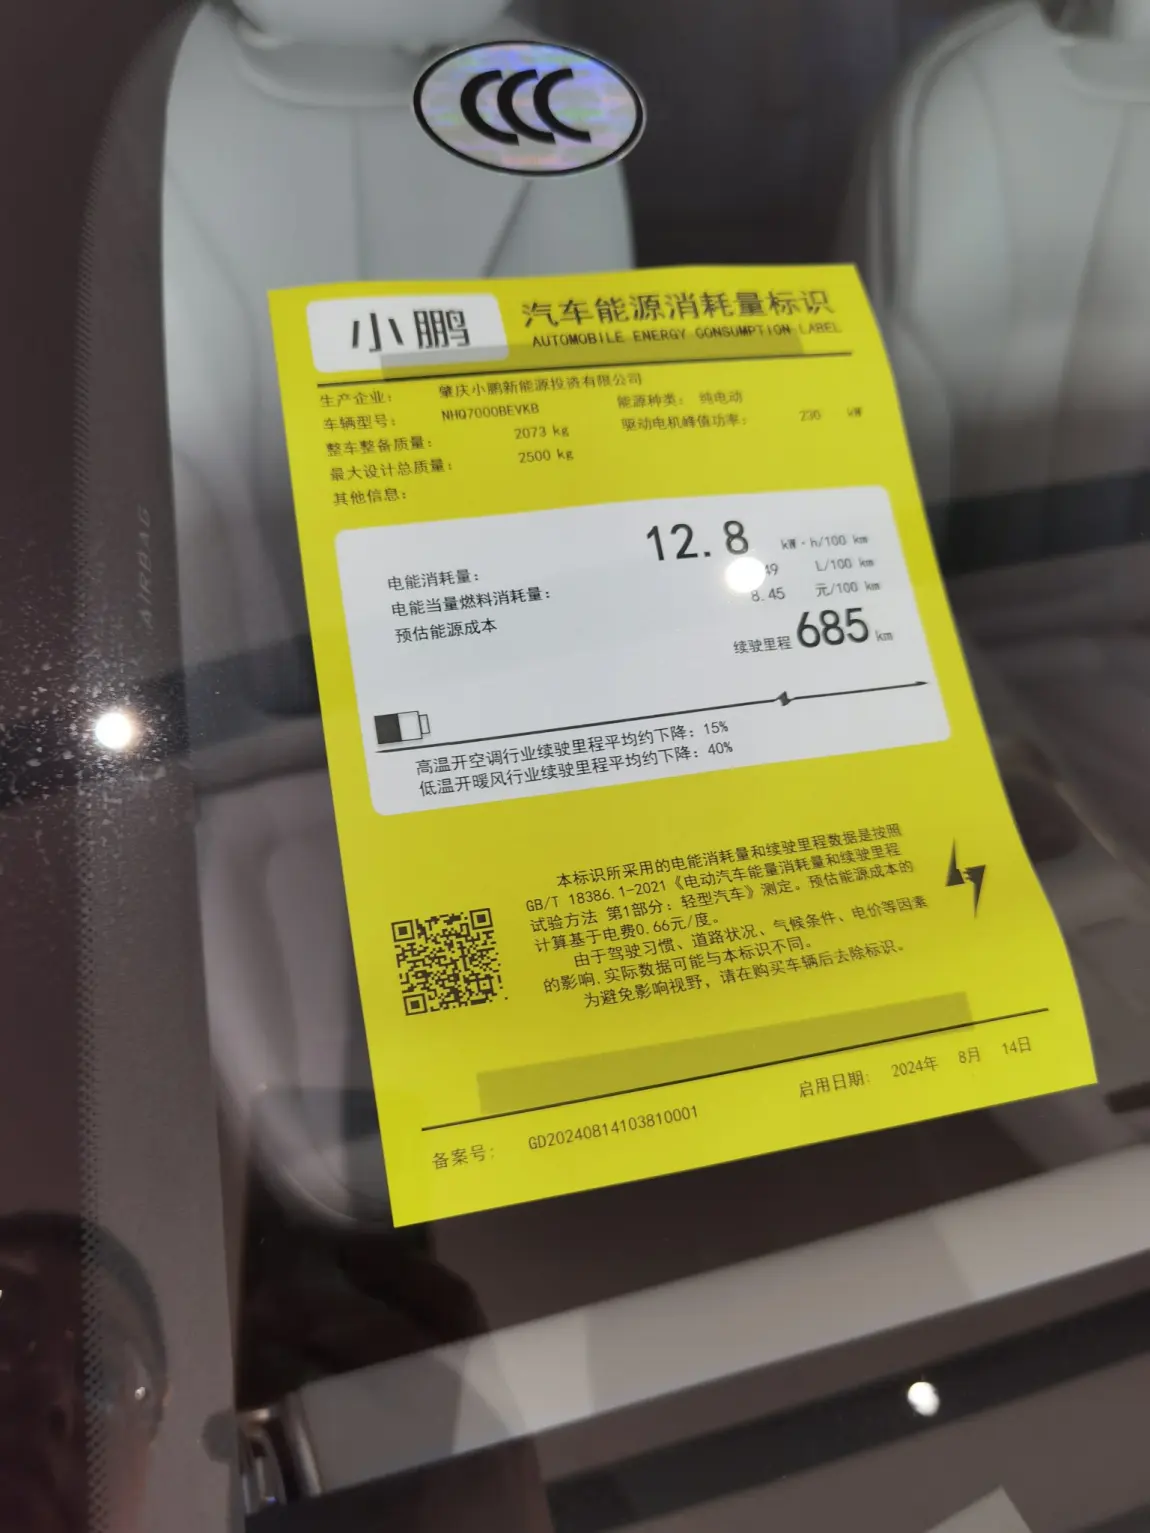 CCC
小鹏
汽车能源消耗量标识
AUTOMOBILE ENERGY CONSUMPTION LABEL
生产企业： 肇庆小鹏新能源投资有限公司
车辆型号： NHQ7000BEVKB 能源种类： 纯电动
整车整备质量： 2073 kg 驱动电机峰值功率： 230 kW
最大设计总质量： 2500 kg
其他信息：
电能消耗量： 12.8 kW·h/100 km
电能当量燃料消耗量： 49 L/100 km
预估能源成本 8.45 元/100 km
续驶里程 685 km
高温开空调行业续驶里程平均约下降：15%
低温开暖风行业续驶里程平均约下降：40%
本标识所采用的电能消耗量和续驶里程数据是按照
GB/T 18386.1-2021《电动汽车能量消耗量和续驶里程
试验方法 第1部分：轻型汽车》测定。预估能源成本的
计算基于电费0.66元/度。
由于驾驶习惯、道路状况、气候条件、电价等因素
的影响,实际数据可能与本标识不同。
为避免影响视野，请在购买车辆后去除标识。
备案号： GD20240814103810001 启用日期： 2024年 8月 14日
AIRBAG